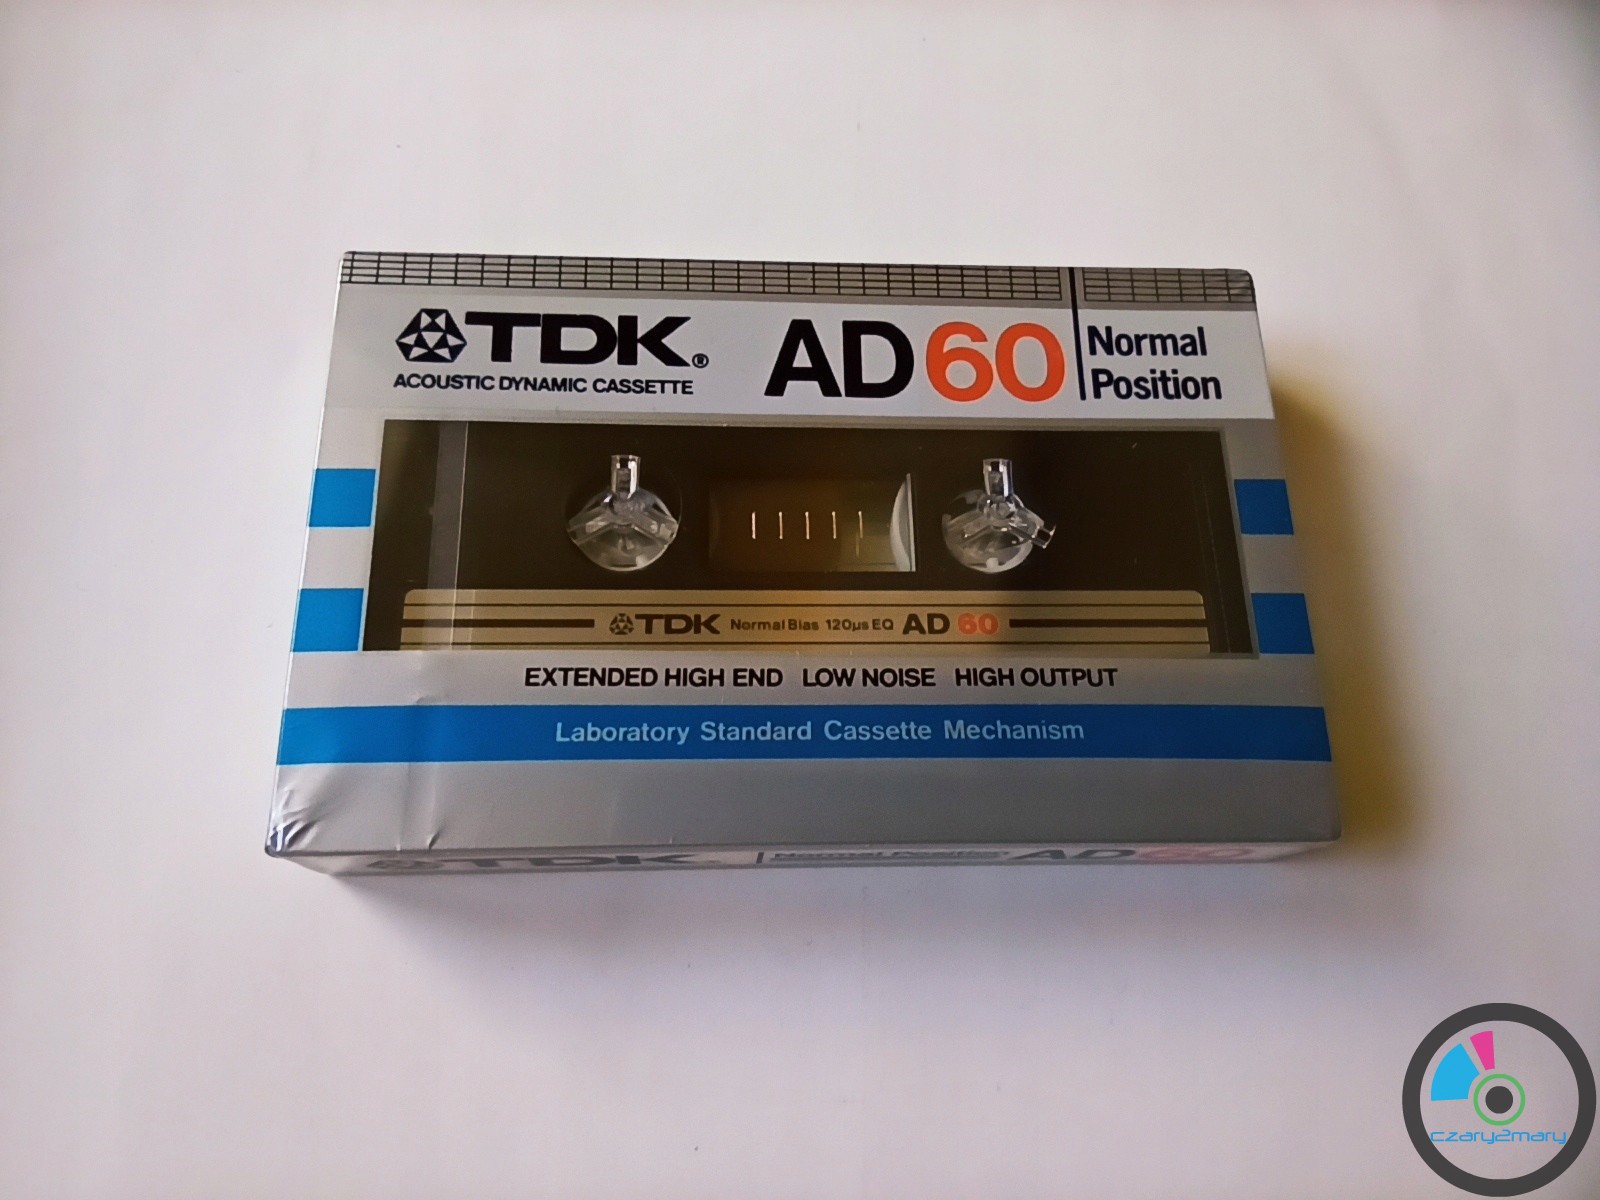 TDK®
ACOUSTIC DYNAMIC CASSETTE
AD 60
Normal
Position
TDK Normal Bias 120µs EQ AD 60
EXTENDED HIGH END LOW NOISE HIGH OUTPUT
Laboratory Standard Cassette Mechanism
TDK Normal Position AD 60
czary2mary